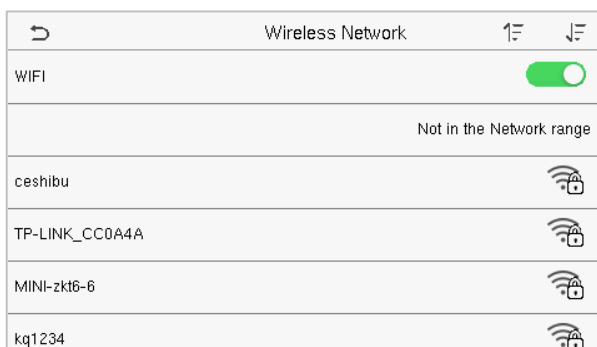 Wireless Network
WIFI
Not in the Network range
ceshibu
TP-LINK_CC0A4A
MINI-zkt6-6
kq1234